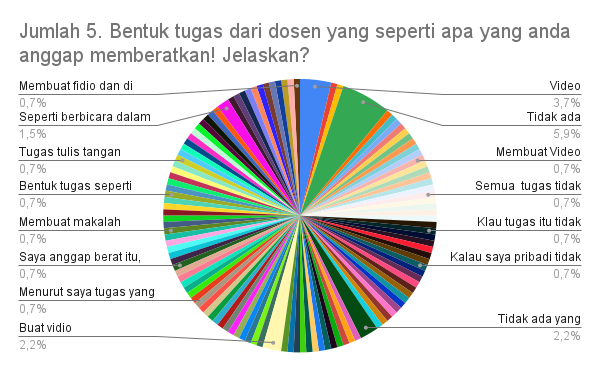 Jumlah 5. Bentuk tugas dari dosen yang seperti apa yang anda
anggap memberatkan! Jelaskan?
Membuat fidio dan di
0,7%
Seperti berbicara dalam
1,5%
Tugas tulis tangan
0,7%
Bentuk tugas seperti
0,7%
Membuat makalah
0,7%
Saya anggap berat itu,
0,7%
Menurut saya tugas yang
0,7%
Buat vidio
2,2%
Video
3,7%
Tidak ada
5,9%
Membuat Video
0,7%
Semua tugas tidak
0,7%
Klau tugas itu tidak
0,7%
Kalau saya pribadi tidak
0,7%
Tidak ada yang
2,2%